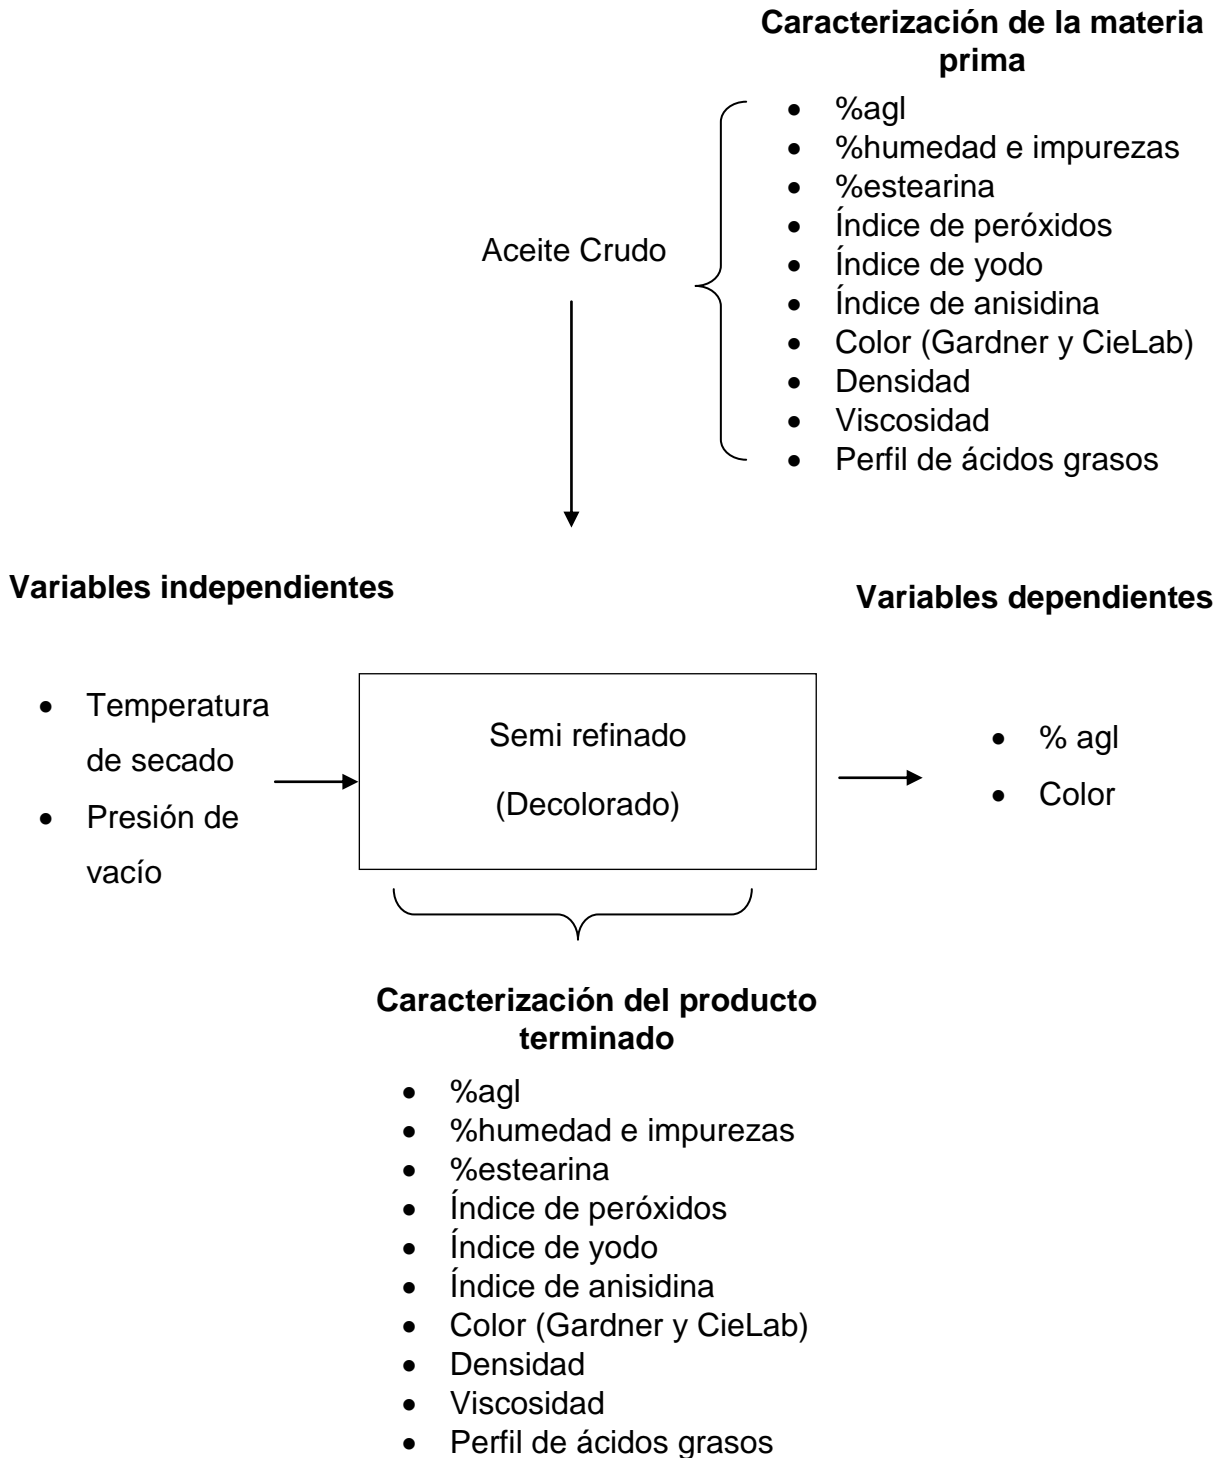 Caracterización de la materia
prima
• %agl
• %humedad e impurezas
• %estearina
• Índice de peróxidos
• Índice de yodo
• Índice de anisidina
• Color (Gardner y CieLab)
• Densidad
• Viscosidad
• Perfil de ácidos grasos
Aceite Crudo
Variables independientes
Variables dependientes
• Temperatura
de secado
• Presión de
vacío
Semi refinado
(Decolorado)
• % agl
• Color
Caracterización del producto
terminado
• %agl
• %humedad e impurezas
• %estearina
• Índice de peróxidos
• Índice de yodo
• Índice de anisidina
• Color (Gardner y CieLab)
• Densidad
• Viscosidad
• Perfil de ácidos grasos